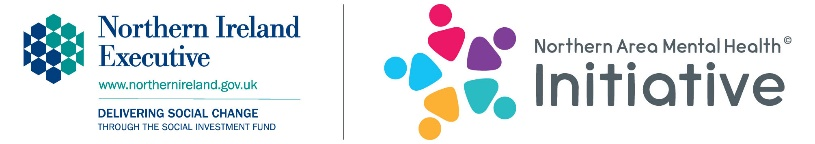 Northern Ireland
Executive
www.northernireland.gov.uk
DELIVERING SOCIAL CHANGE
THROUGH THE SOCIAL INVESTMENT FUND
Northern Area Mental Health©
Initiative